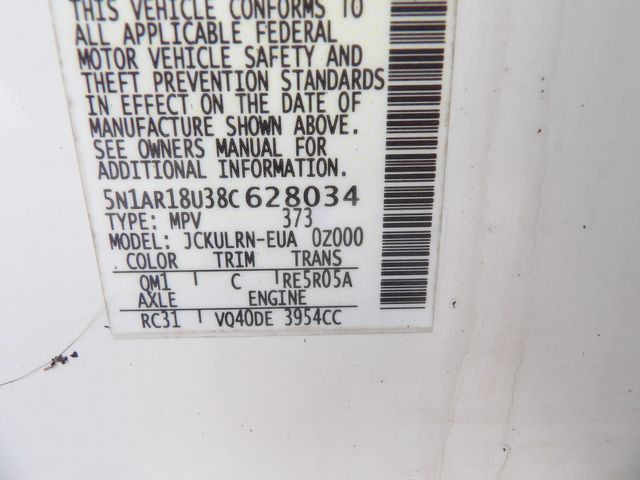 THIS VEHICLE CONFORMS TO
ALL APPLICABLE FEDERAL
MOTOR VEHICLE SAFETY AND
THEFT PREVENTION STANDARDS
IN EFFECT ON THE DATE OF
MANUFACTURE SHOWN ABOVE.
SEE OWNERS MANUAL FOR
ADDITIONAL INFORMATION.
5N1AR18U38C628034
TYPE: MPV 373
MODEL: JCKULRN-EUA 0Z000
COLOR TRIM TRANS
QM1 C RE5R05A
AXLE ENGINE
RC31 VQ40DE 3954CC